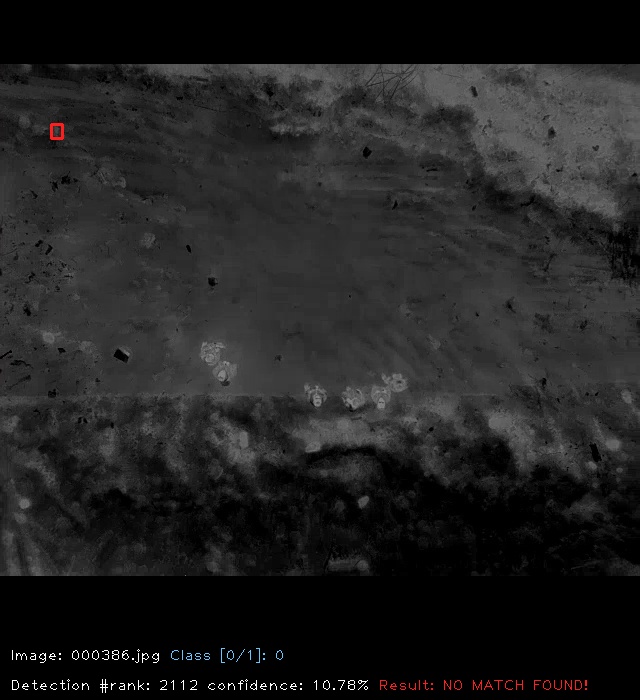 Image: 000386.jpg Class [0/1]: 0
Detection #rank: 2112 confidence: 10.78% Result: NO MATCH FOUND!